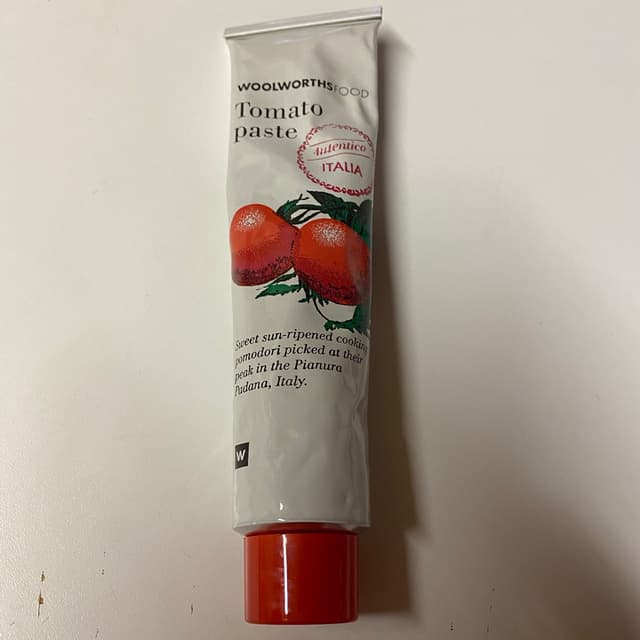 WOOLWORTHSFOOD
Tomato
paste
Autentico
ITALIA
Sweet sun-ripened cooking
pomodori picked at their
peak in the Pianura
Padana, Italy.
W